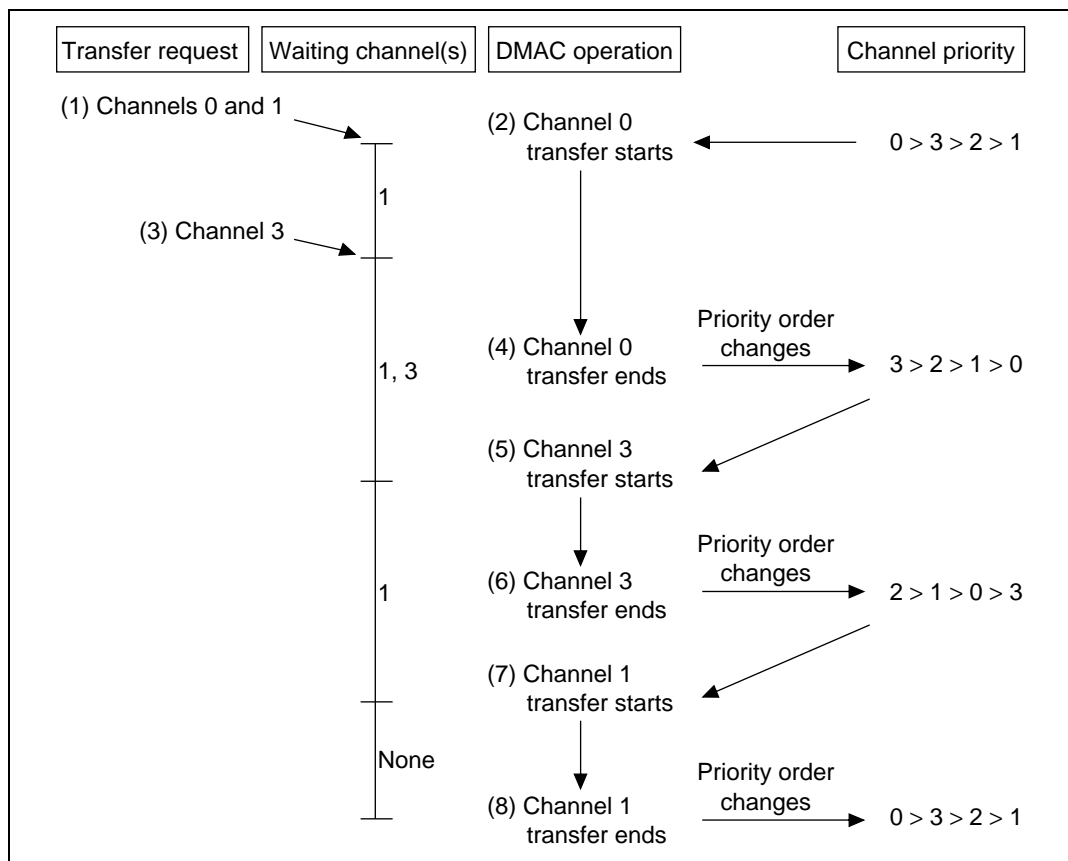 Transfer request
Waiting channel(s)
DMAC operation
Channel priority
(1) Channels 0 and 1
(2) Channel 0
transfer starts
0 > 3 > 2 > 1
1
(3) Channel 3
Priority order
changes
(4) Channel 0
transfer ends
3 > 2 > 1 > 0
1, 3
(5) Channel 3
transfer starts
Priority order
changes
1
(6) Channel 3
transfer ends
2 > 1 > 0 > 3
(7) Channel 1
transfer starts
None
Priority order
changes
(8) Channel 1
transfer ends
0 > 3 > 2 > 1